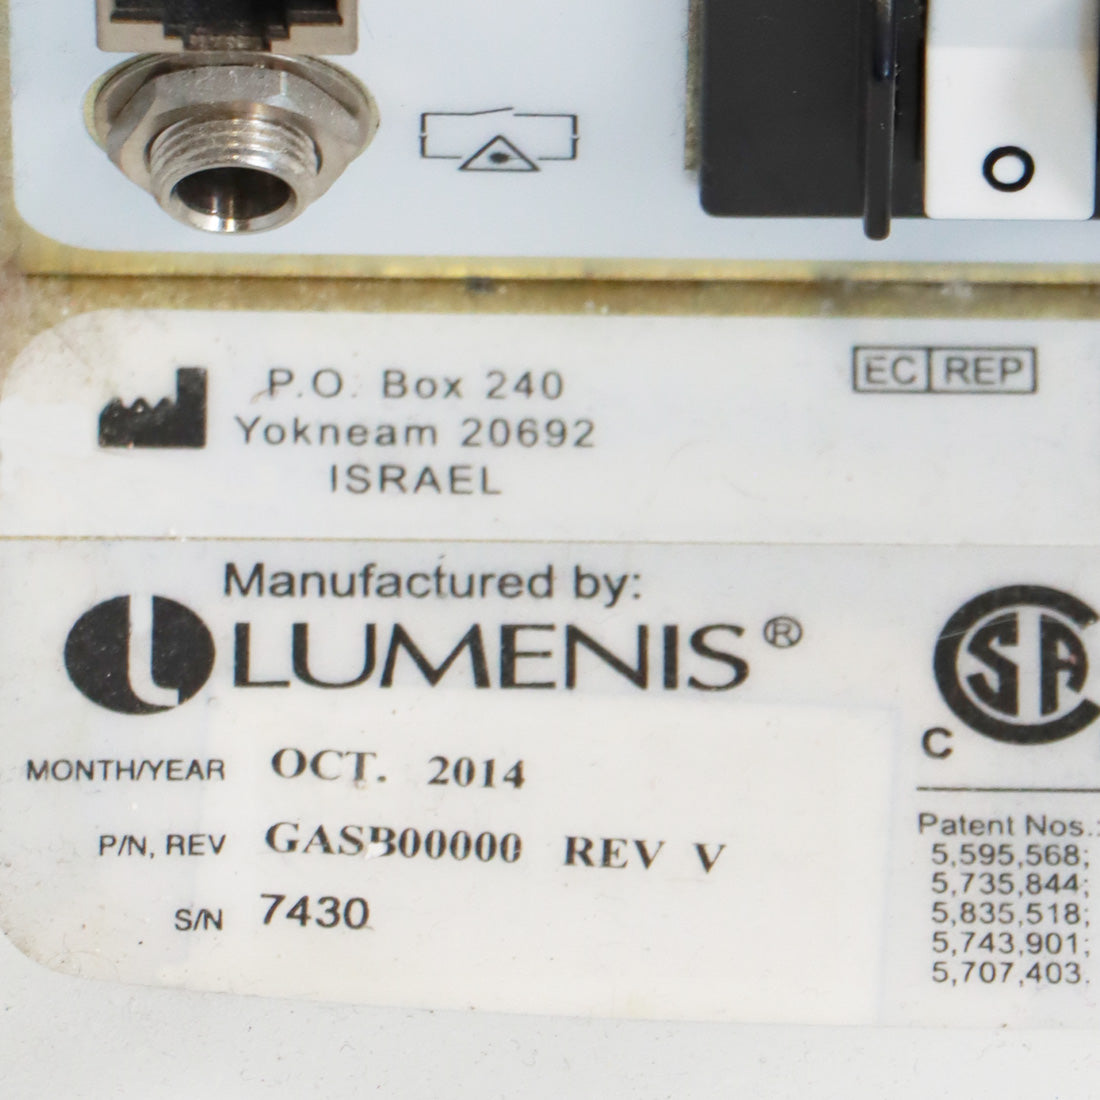 O
P.O. Box 240
Yokneam 20692
ISRAEL
EC REP
Manufactured by:
LUMENIS®
MONTH/YEAR OCT. 2014
P/N, REV GASB00000 REV V
S/N 7430
CSA
C
Patent Nos.:
5,595,568;
5,735,844;
5,835,518;
5,743,901;
5,707,403.